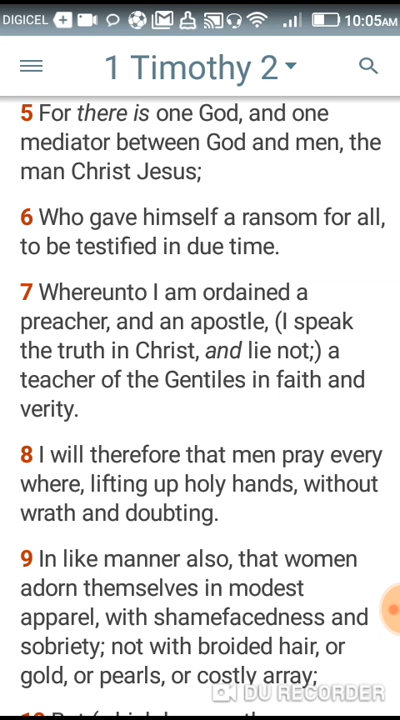 DIGICEL 10:05AM
1 Timothy 2
5 For there is one God, and one
mediator between God and men, the
man Christ Jesus;
6 Who gave himself a ransom for all,
to be testified in due time.
7 Whereunto I am ordained a
preacher, and an apostle, (I speak
the truth in Christ, and lie not;) a
teacher of the Gentiles in faith and
verity.
8 I will therefore that men pray every
where, lifting up holy hands, without
wrath and doubting.
9 In like manner also, that women
adorn themselves in modest
apparel, with shamefacedness and
sobriety; not with broided hair, or
gold, or pearls, or costly array;
DU RECORDER